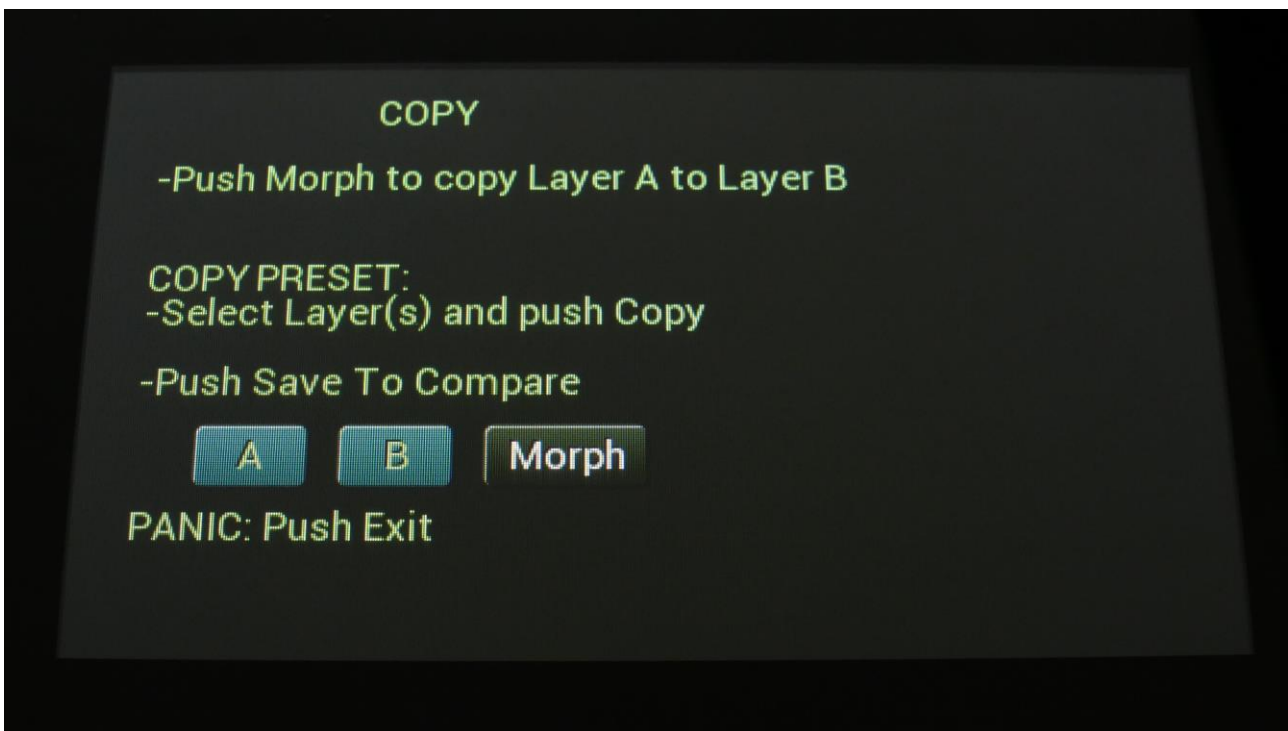 COPY
-Push Morph to copy Layer A to Layer B
COPY PRESET:
-Select Layer(s) and push Copy
-Push Save To Compare
A B Morph
PANIC: Push Exit